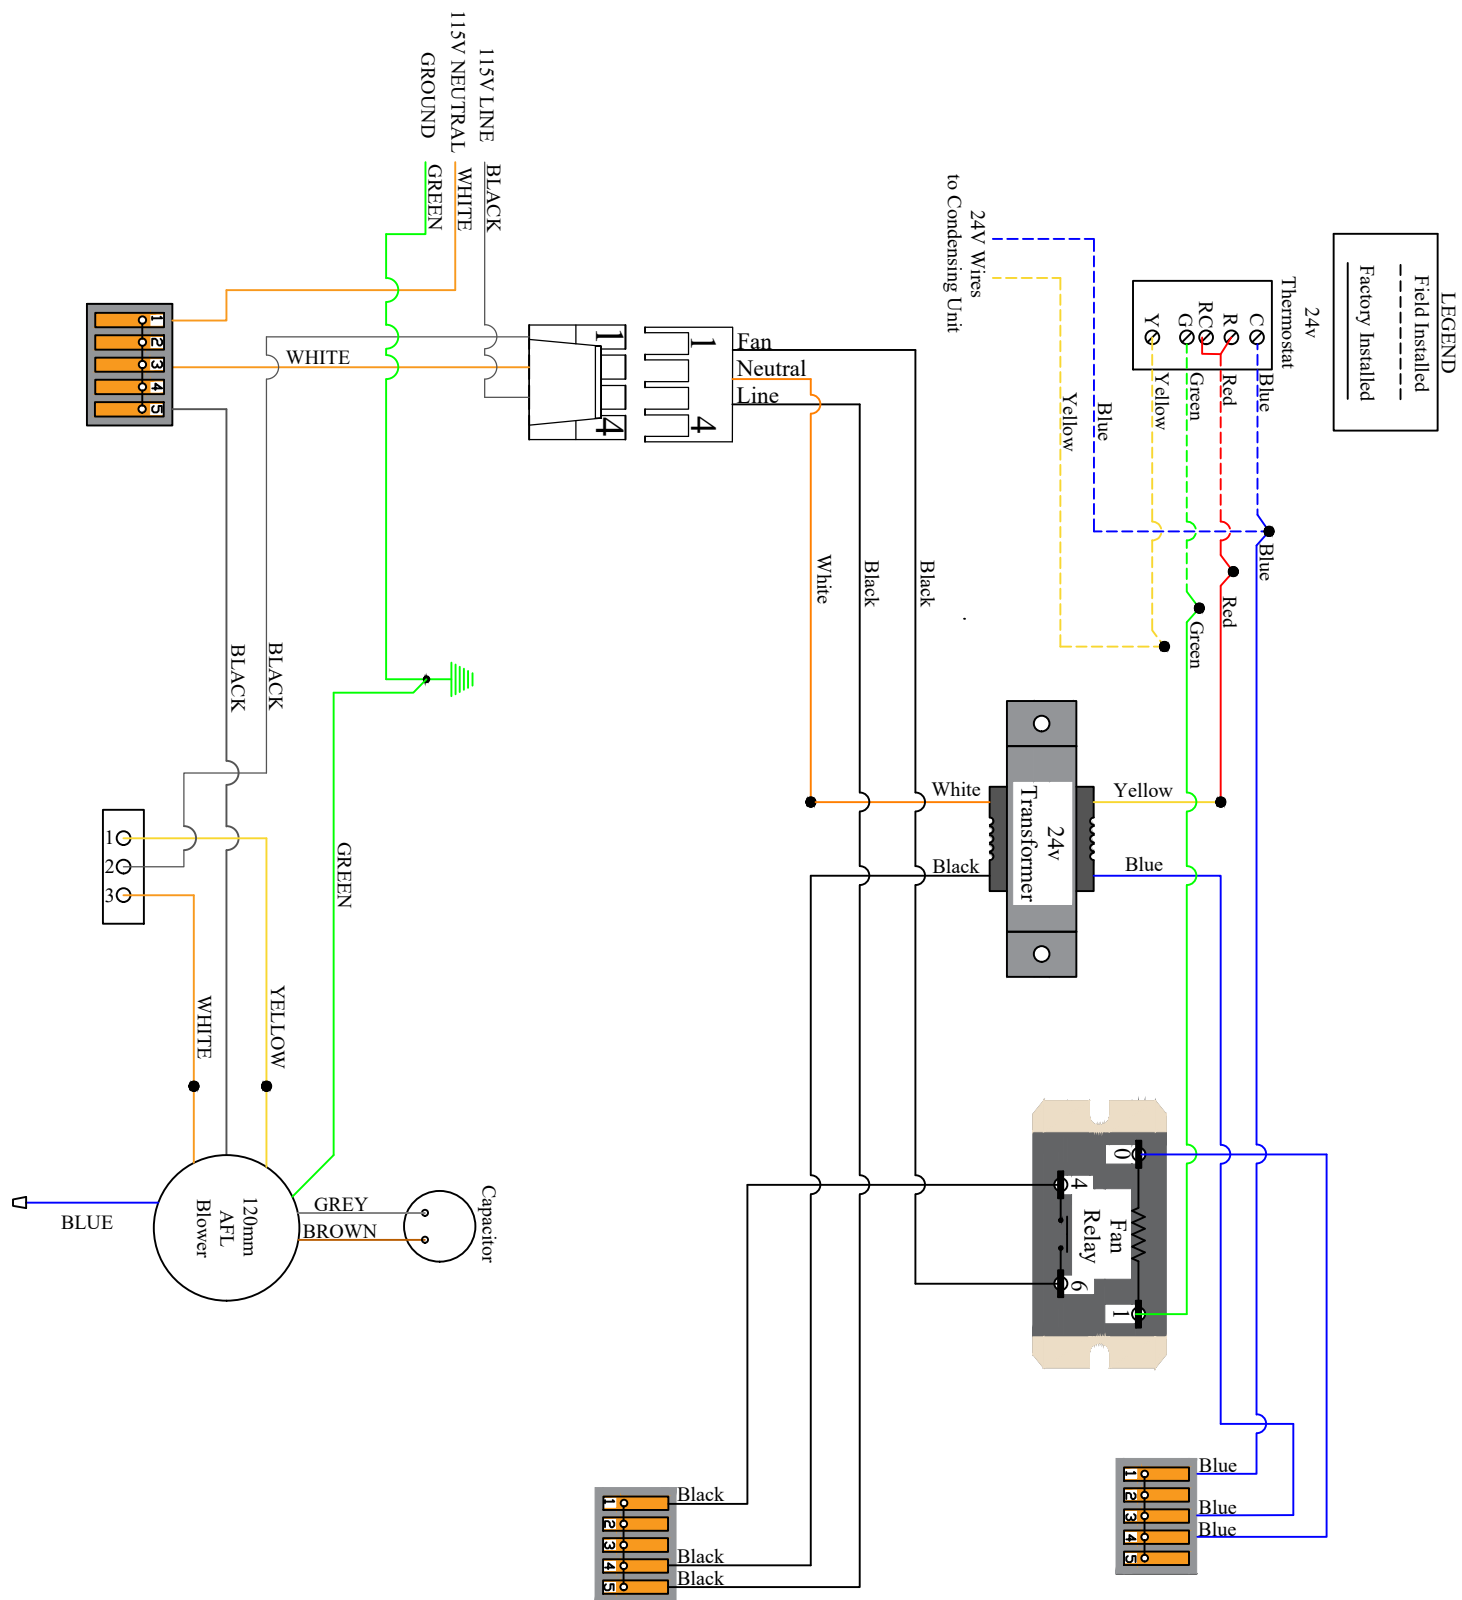 LEGEND
Field Installed
Factory Installed
24v
Thermostat
C
R
RC
G
Y
Blue
Red
Green
Yellow
Blue
Yellow
24V Wires
to Condensing Unit
Blue
Red
Green
115V LINE
115V NEUTRAL
GROUND
BLACK
WHITE
GREEN
1
2
3
4
5
WHITE
1
4
1
4
Fan
Neutral
Line
White
Black
Black
BLACK
BLACK
White
Black
24v
Transformer
Yellow
Blue
1
2
3
GREEN
WHITE
YELLOW
120mm
AFL
Blower
BLUE
GREY
BROWN
Capacitor
0
4
Fan
Relay
6
1
Blue
Blue
Blue
1
2
3
4
5
Black
Black
Black
1
2
3
4
5